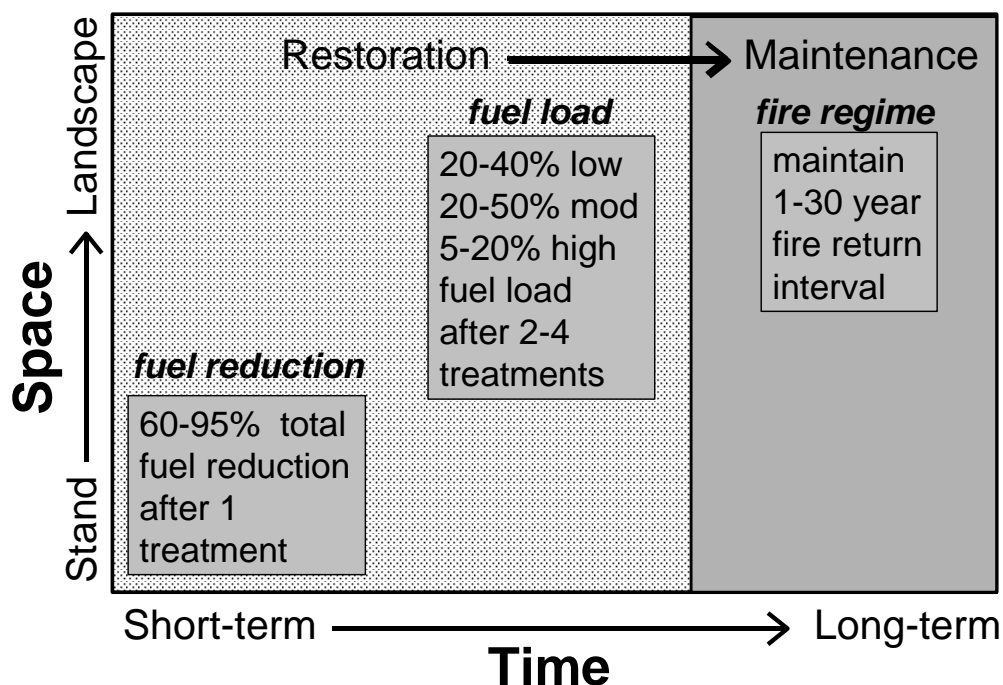 Restoration
Maintenance
fuel load
20-40% low
20-50% mod
5-20% high
fuel load
after 2-4
treatments
fire regime
maintain
1-30 year
fire return
interval
fuel reduction
60-95% total
fuel reduction
after 1
treatment
Landscape
Space
Stand
Short-term
Long-term
Time